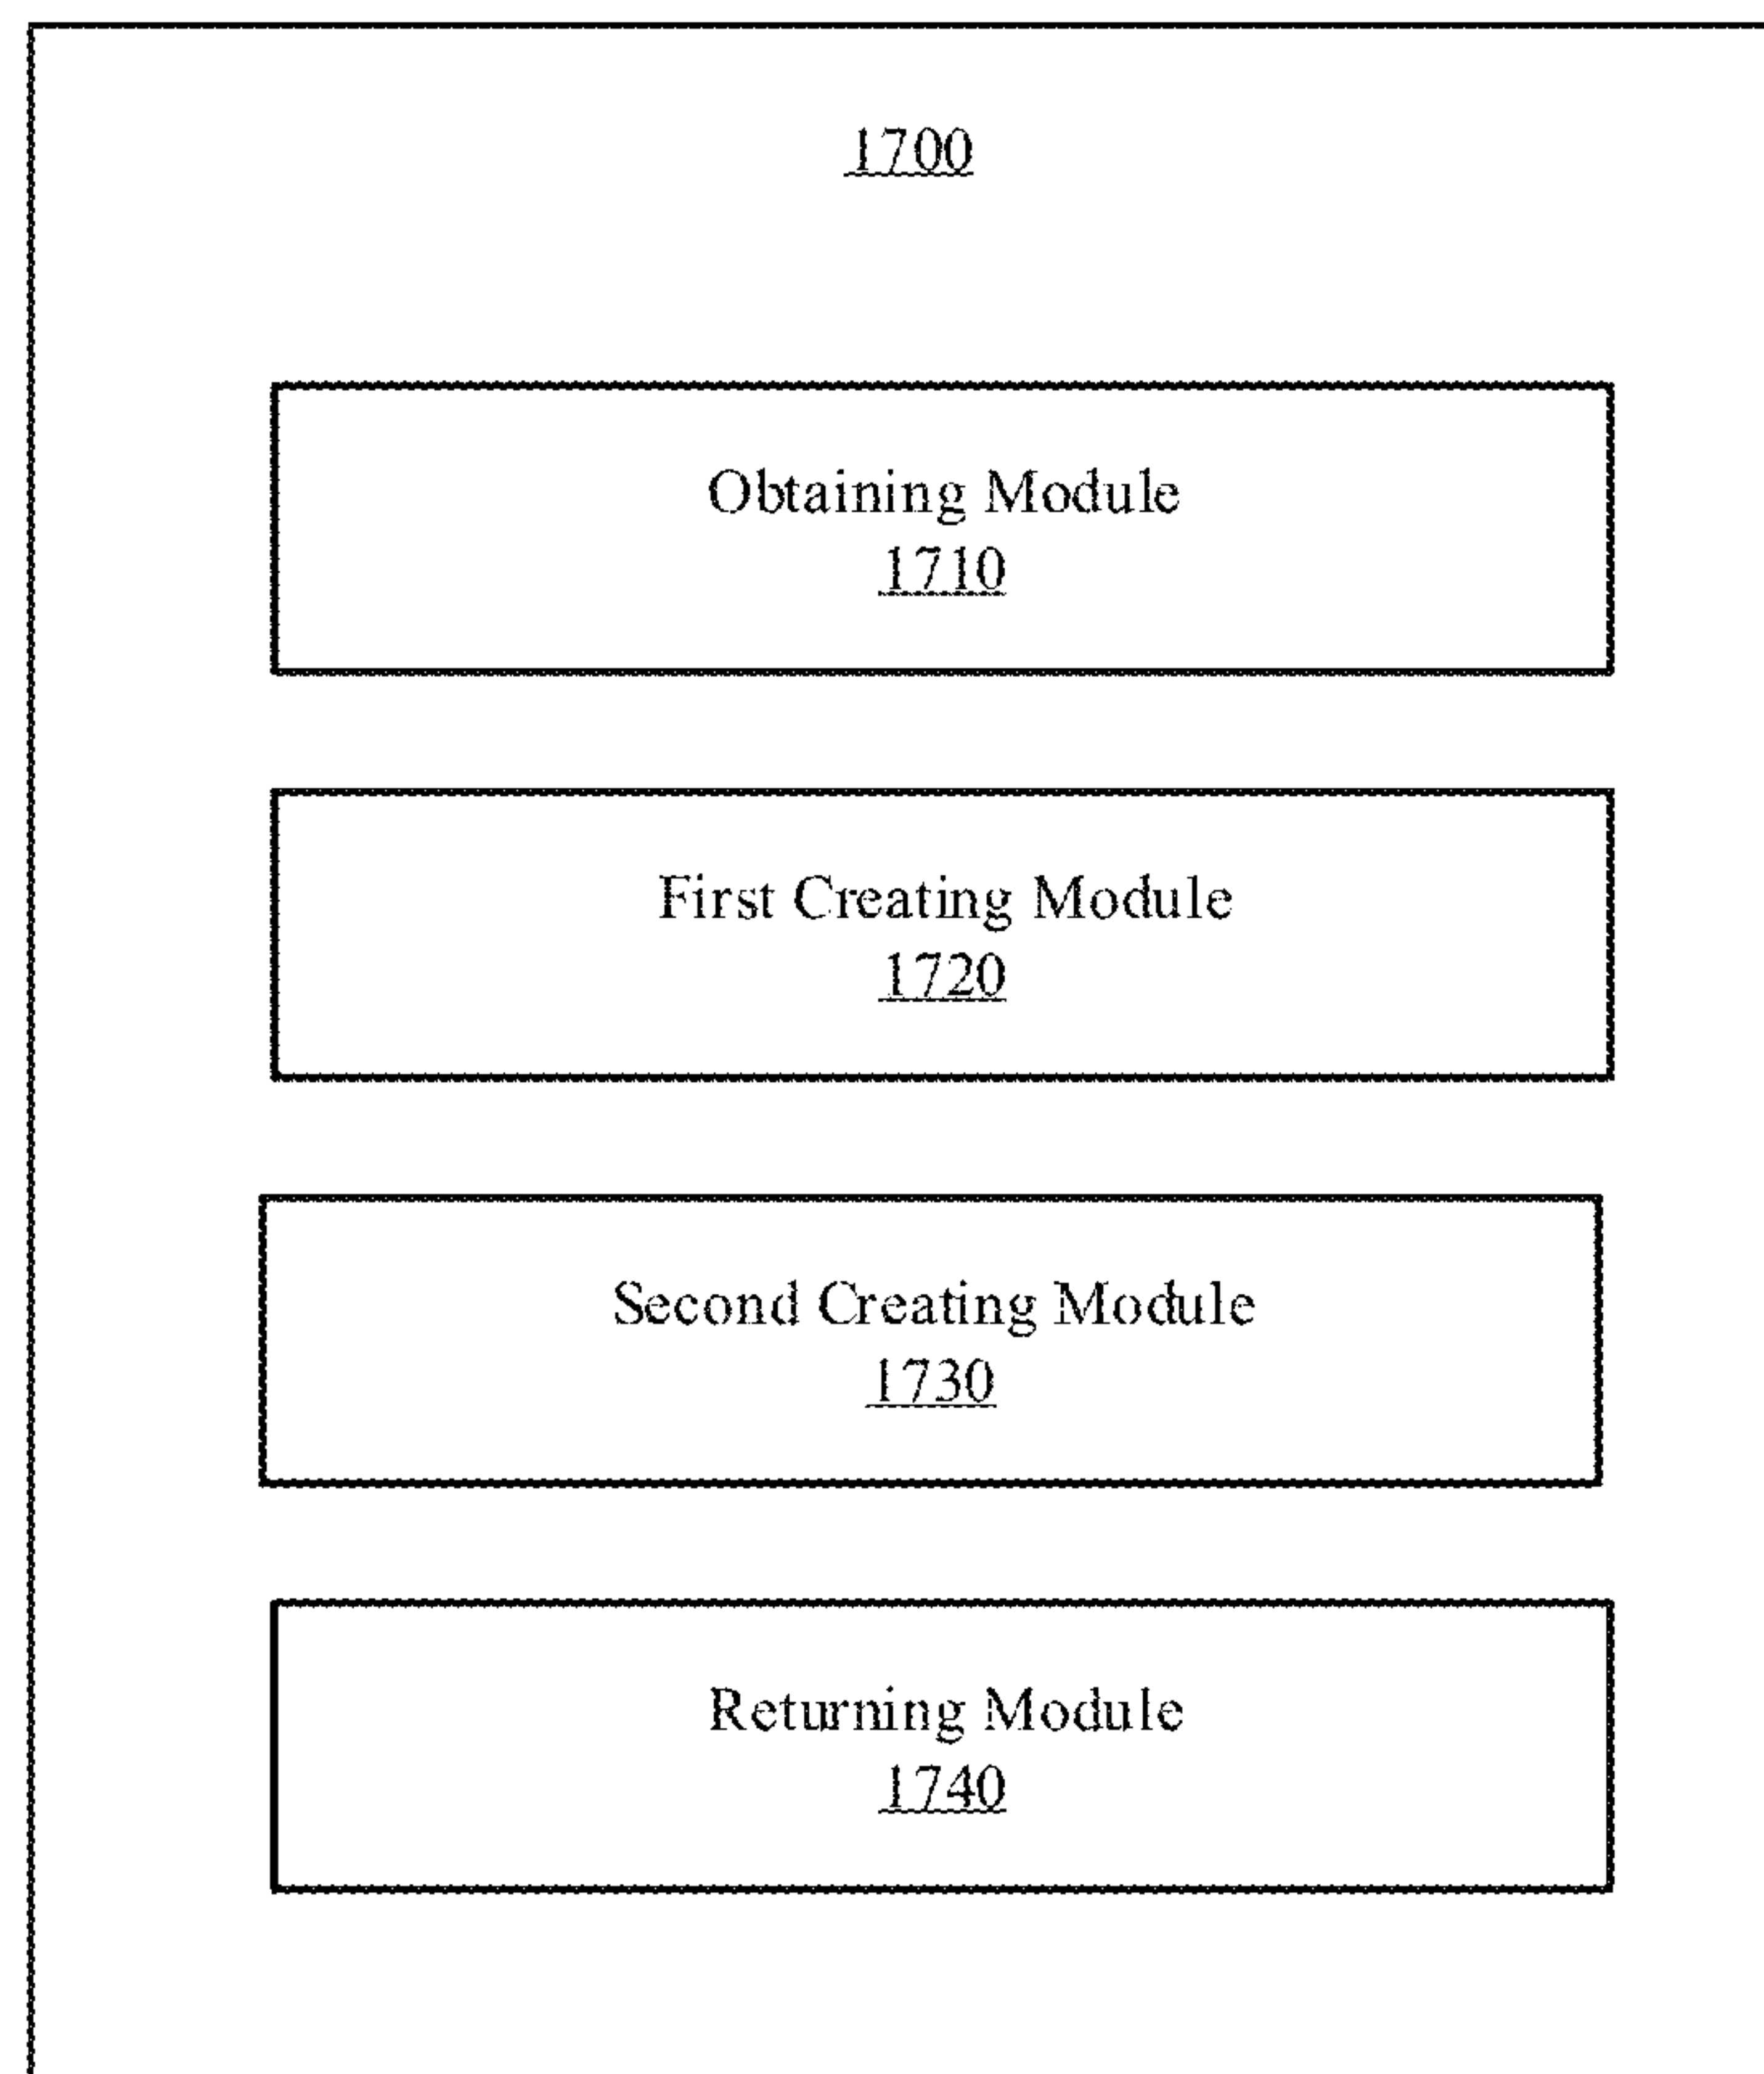 1700
Obtaining Module
1710
First Creating Module
1720
Second Creating Module
1730
Returning Module
1740